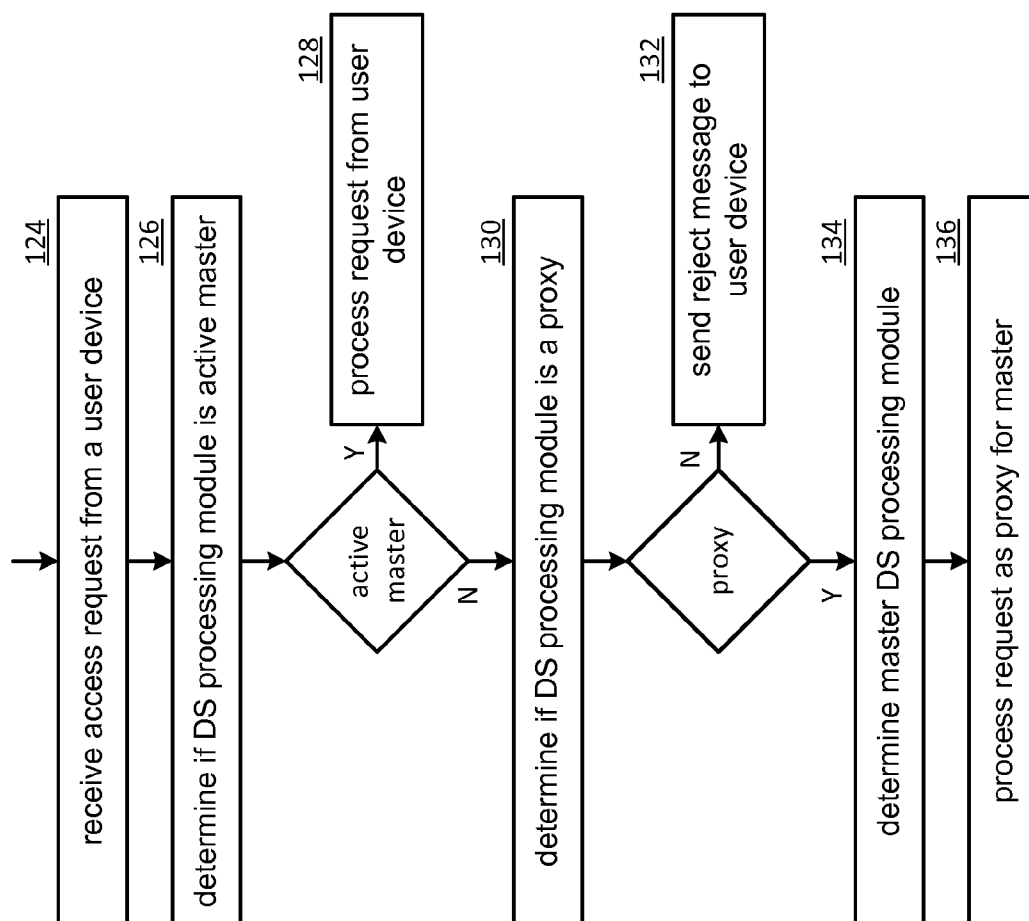 124
receive access request from a user device
126
determine if DS processing module is active master
active
master
Y
N
128
process request from user
device
130
determine if DS processing module is a proxy
proxy
N
Y
132
send reject message to
user device
134
determine master DS processing module
136
process request as proxy for master